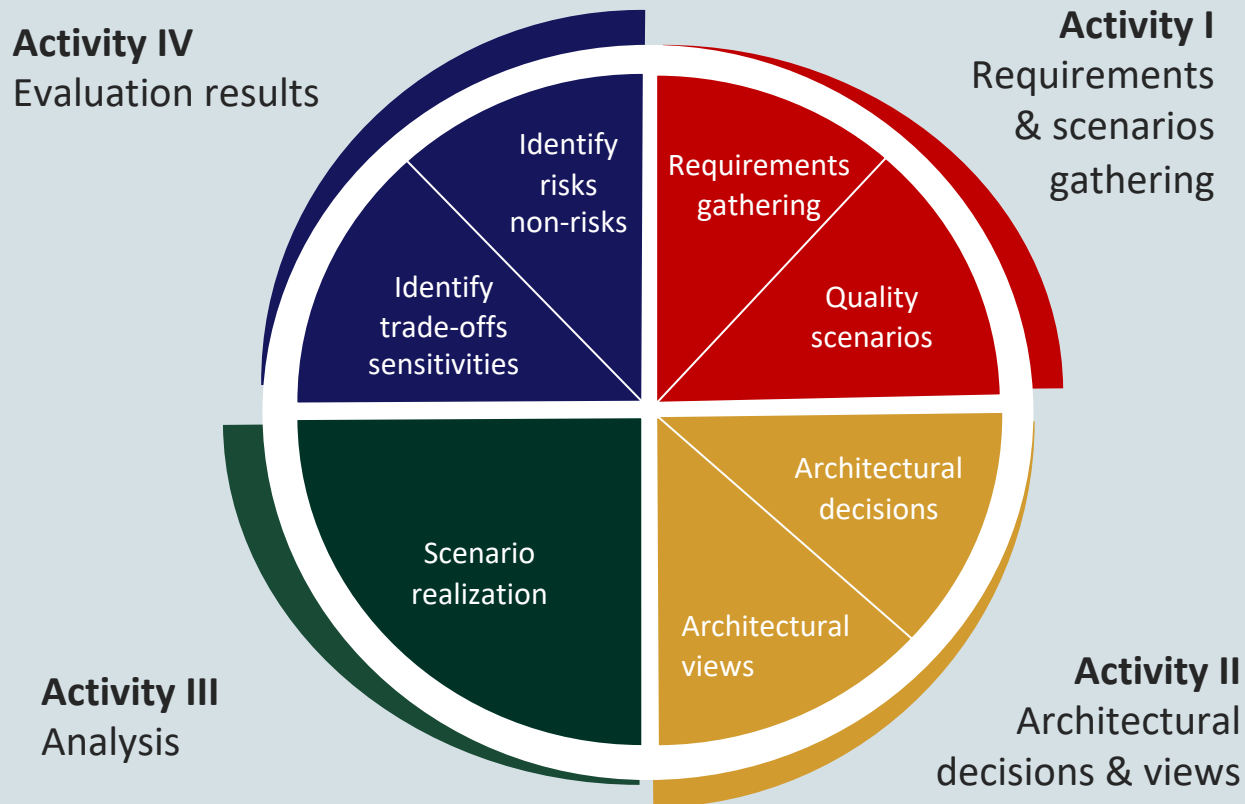 Activity IV
Evaluation results
Activity I
Requirements
& scenarios
gathering
Identify
risks
non-risks
Requirements
gathering
Identify
trade-offs
sensitivities
Quality
scenarios
Scenario
realization
Architectural
decisions
Architectural
views
Activity III
Analysis
Activity II
Architectural
decisions & views